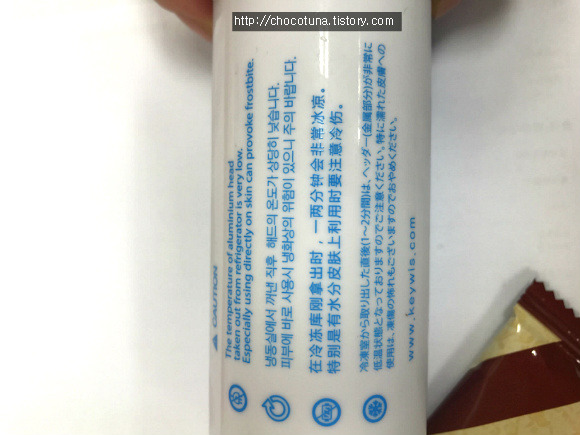 http://chocotuna.tistory.com
CAUTION
The temperature of aluminium head
taken out from refrigerator is very low.
Especially using directly on skin can provoke frostbite.
냉동실에서 꺼낸 직후 해드의 온도가 상당히 낮습니다.
피부에 바로 사용시 냉화상의 위험이 있으니 주의 바랍니다.
在冷冻库刚拿出时，一两分钟会非常冰凉。
特别是有水分皮肤上利用时要注意冷伤。
冷凍室から取り出した直後(1～2分間)は、ヘッダー(金属部分)が非常に
低温状態となっておりますのでご注意ください。特に濡れた皮膚への
使用は、凍傷の怖れもございますのでおやめください。
www.keywis.com